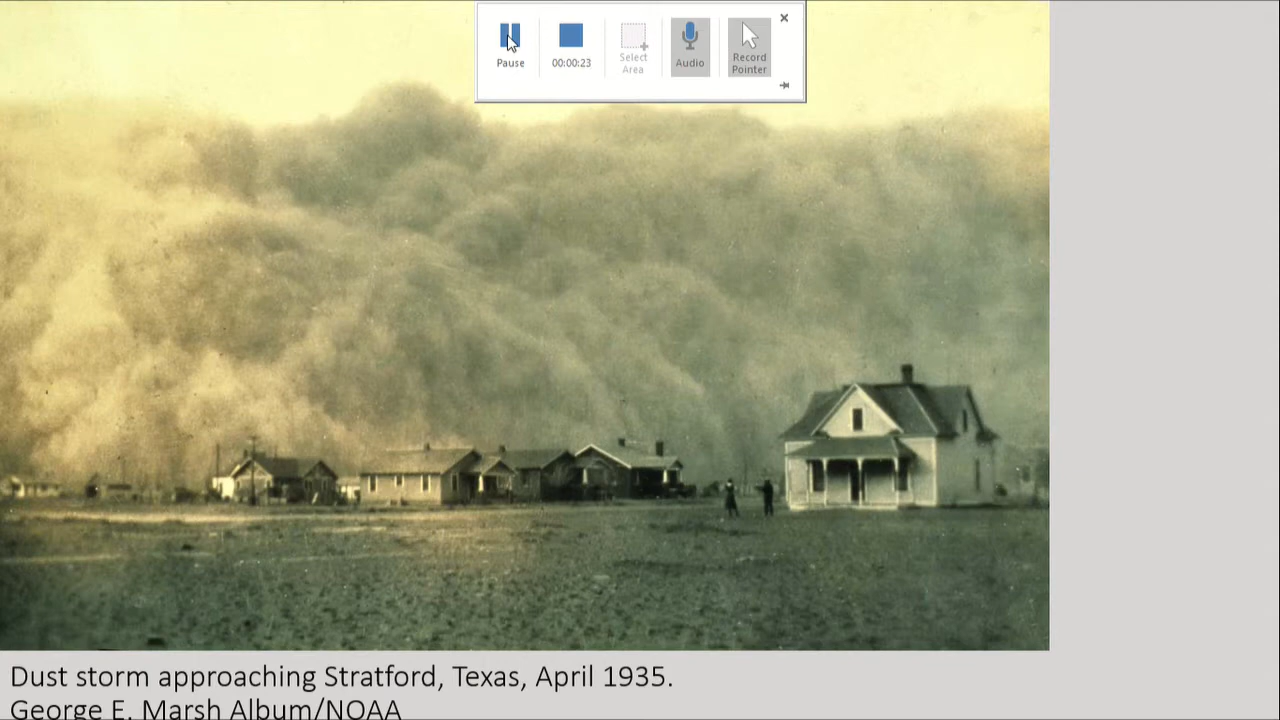 Pause
00:00:23
Select
Area
Audio
Record
Pointer
Dust storm approaching Stratford, Texas, April 1935.
George E. Marsh Album/NOAA